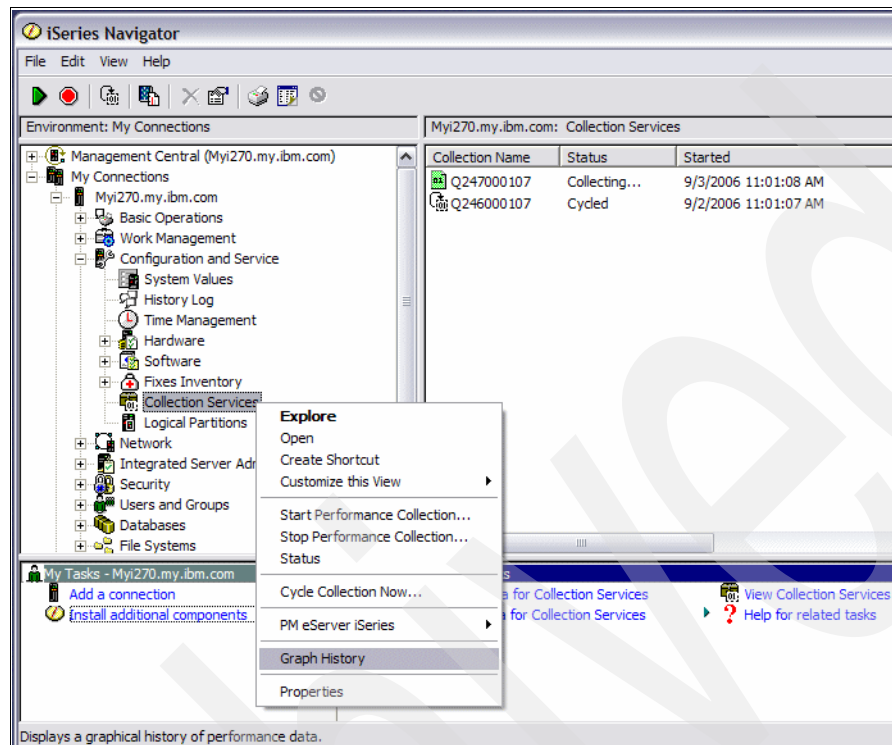 iSeries Navigator
File Edit View Help
Environment: My Connections
Myi270.my.ibm.com: Collection Services
Management Central (Myi270.my.ibm.com)
My Connections
Myi270.my.ibm.com
Basic Operations
Work Management
Configuration and Service
System Values
History Log
Time Management
Hardware
Software
Fixes Inventory
Collection Services
Logical Partitions
Network
Integrated Server Adr
Security
Users and Groups
Databases
File Systems
Collection Name Status Started
Q247000107 Collecting... 9/3/2006 11:01:08 AM
Q246000107 Cycled 9/2/2006 11:01:07 AM
Explore
Open
Create Shortcut
Customize this View
Start Performance Collection...
Stop Performance Collection...
Status
Cycle Collection Now...
PM eServer iSeries
Graph History
Properties
My Tasks - Myi270.my.ibm.com
Add a connection
Install additional components
for Collection Services
for Collection Services
View Collection Services
Help for related tasks
Displays a graphical history of performance data.